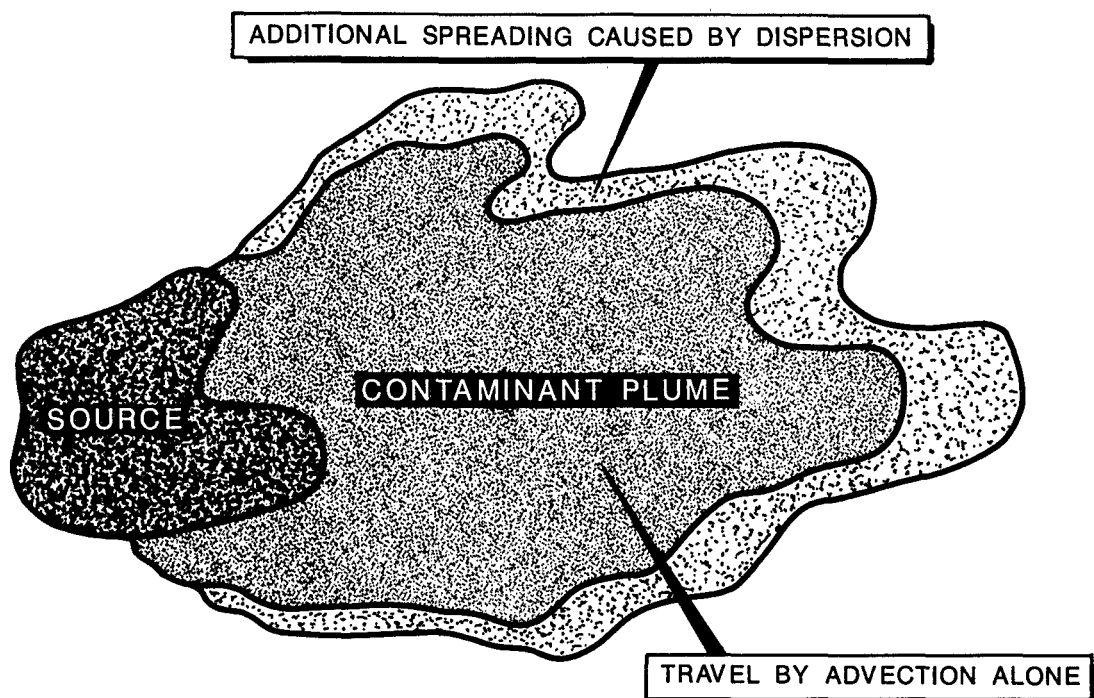 ADDITIONAL SPREADING CAUSED BY DISPERSION
CONTAMINANT PLUME
SOURCE
TRAVEL BY ADVECTION ALONE